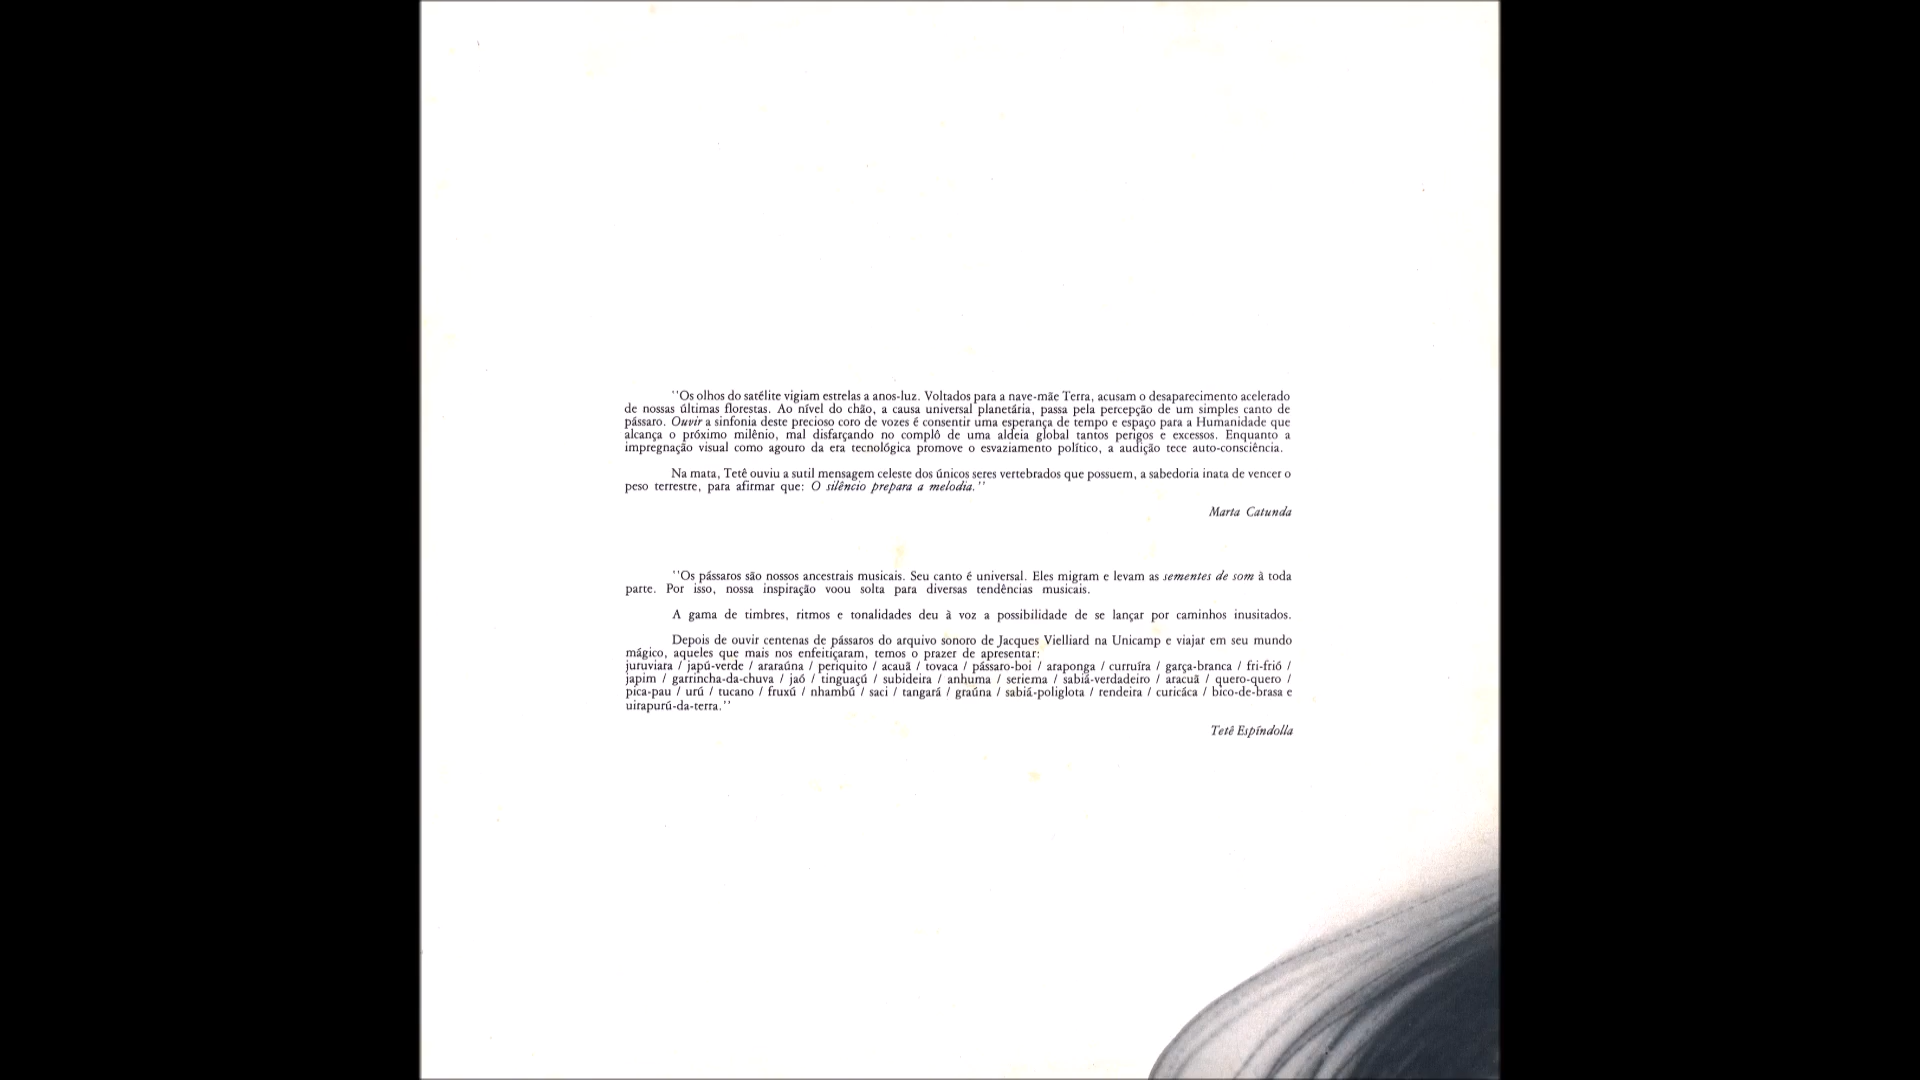 ''Os olhos do satélite vigiam estrelas a anos-luz. Voltados para a nave-mãe Terra, acusam o desaparecimento acelerado
de nossas últimas florestas. Ao nível do chão, a causa universal planetária, passa pela percepção de um simples canto de
pássaro. Ouvir a sinfonia deste precioso coro de vozes é consentir uma esperança de tempo e espaço para a Humanidade que
alcança o próximo milênio, mal disfarçando no complô de uma aldeia global tantos perigos e excessos. Enquanto a
impregnação visual como agouro da era tecnológica promove o esvaziamento político, a audição tece auto-consciência.
Na mata, Tetê ouviu a sutil mensagem celeste dos únicos seres vertebrados que possuem, a sabedoria inata de vencer o
peso terrestre, para afirmar que: O silêncio prepara a melodia.''
Marta Catunda
''Os pássaros são nossos ancestrais musicais. Seu canto é universal. Eles migram e levam as sementes de som à toda
parte. Por isso, nossa inspiração voou solta para diversas tendências musicais.
A gama de timbres, ritmos e tonalidades deu à voz a possibilidade de se lançar por caminhos inusitados.
Depois de ouvir centenas de pássaros do arquivo sonoro de Jacques Vielliard na Unicamp e viajar em seu mundo
mágico, aqueles que mais nos enfeitiçaram, temos o prazer de apresentar:
juruviara / japú-verde / araraúna / periquito / acauã / tovaca / pássaro-boi / araponga / curruíra / garça-branca / fri-frió /
japim / garrincha-da-chuva / jaó / tinguaçú / subideira / anhuma / seriema / sabiá-verdadeiro / aracuã / quero-quero /
pica-pau / urú / tucano / fruxú / nhambú / saci / tangará / graúna / sabiá-poliglota / rendeira / curicáca / bico-de-brasa e
uirapurú-da-terra.''
Tetê Espíndolla